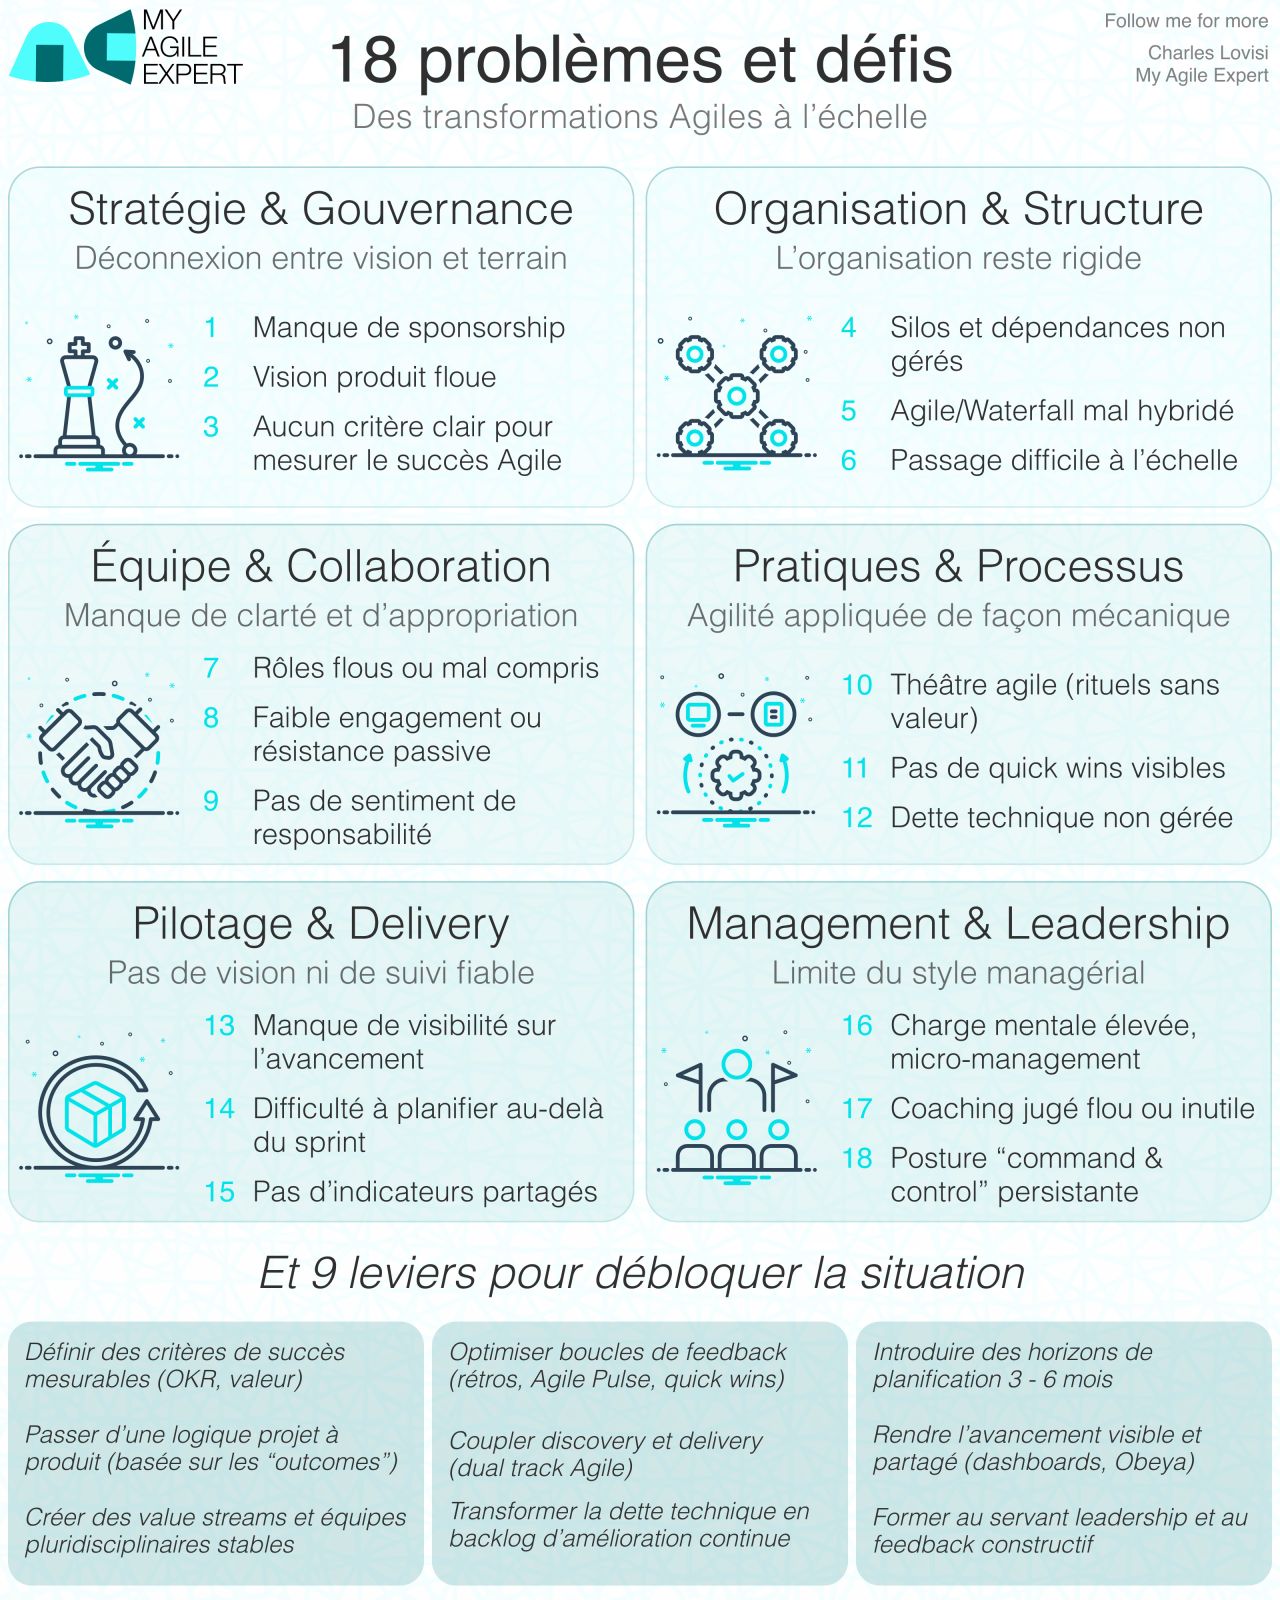 MY
AGILE
EXPERT
Follow me for more
Charles Lovisi
My Agile Expert
18 problèmes et défis
Des transformations Agiles à l’échelle
Stratégie & Gouvernance
Déconnexion entre vision et terrain
1 Manque de sponsorship
2 Vision produit floue
3 Aucun critère clair pour
mesurer le succès Agile
Organisation & Structure
L’organisation reste rigide
4 Silos et dépendances non
gérés
5 Agile/Waterfall mal hybridé
6 Passage difficile à l’échelle
Équipe & Collaboration
Manque de clarté et d’appropriation
7 Rôles flous ou mal compris
8 Faible engagement ou
résistance passive
9 Pas de sentiment de
responsabilité
Pratiques & Processus
Agilité appliquée de façon mécanique
10 Théâtre agile (rituels sans
valeur)
11 Pas de quick wins visibles
12 Dette technique non gérée
Pilotage & Delivery
Pas de vision ni de suivi fiable
13 Manque de visibilité sur
l’avancement
14 Difficulté à planifier au-delà
du sprint
15 Pas d’indicateurs partagés
Management & Leadership
Limite du style managérial
16 Charge mentale élevée,
micro-management
17 Coaching jugé flou ou inutile
18 Posture “command &
control” persistante
Et 9 leviers pour débloquer la situation
Définir des critères de succès
mesurables (OKR, valeur)
Passer d’une logique projet à
produit (basée sur les “outcomes”)
Créer des value streams et équipes
pluridisciplinaires stables
Optimiser boucles de feedback
(rétros, Agile Pulse, quick wins)
Coupler discovery et delivery
(dual track Agile)
Transformer la dette technique en
backlog d’amélioration continue
Introduire des horizons de
planification 3 - 6 mois
Rendre l’avancement visible et
partagé (dashboards, Obeya)
Former au servant leadership et au
feedback constructif